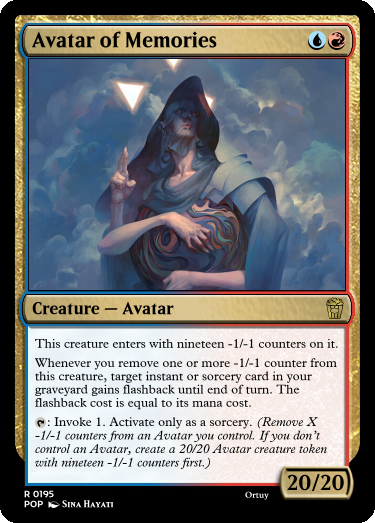 Avatar of Memories
Creature — Avatar
This creature enters with nineteen -1/-1 counters on it.
Whenever you remove one or more -1/-1 counter from
this creature, target instant or sorcery card in your
graveyard gains flashback until end of turn. The
flashback cost is equal to its mana cost.
: Invoke 1. Activate only as a sorcery. (Remove X
-1/-1 counters from an Avatar you control. If you don't
control an Avatar, create a 20/20 Avatar creature token
with nineteen -1/-1 counters first.)
20/20
R 0195
POP Sina Hayati
Ortuy